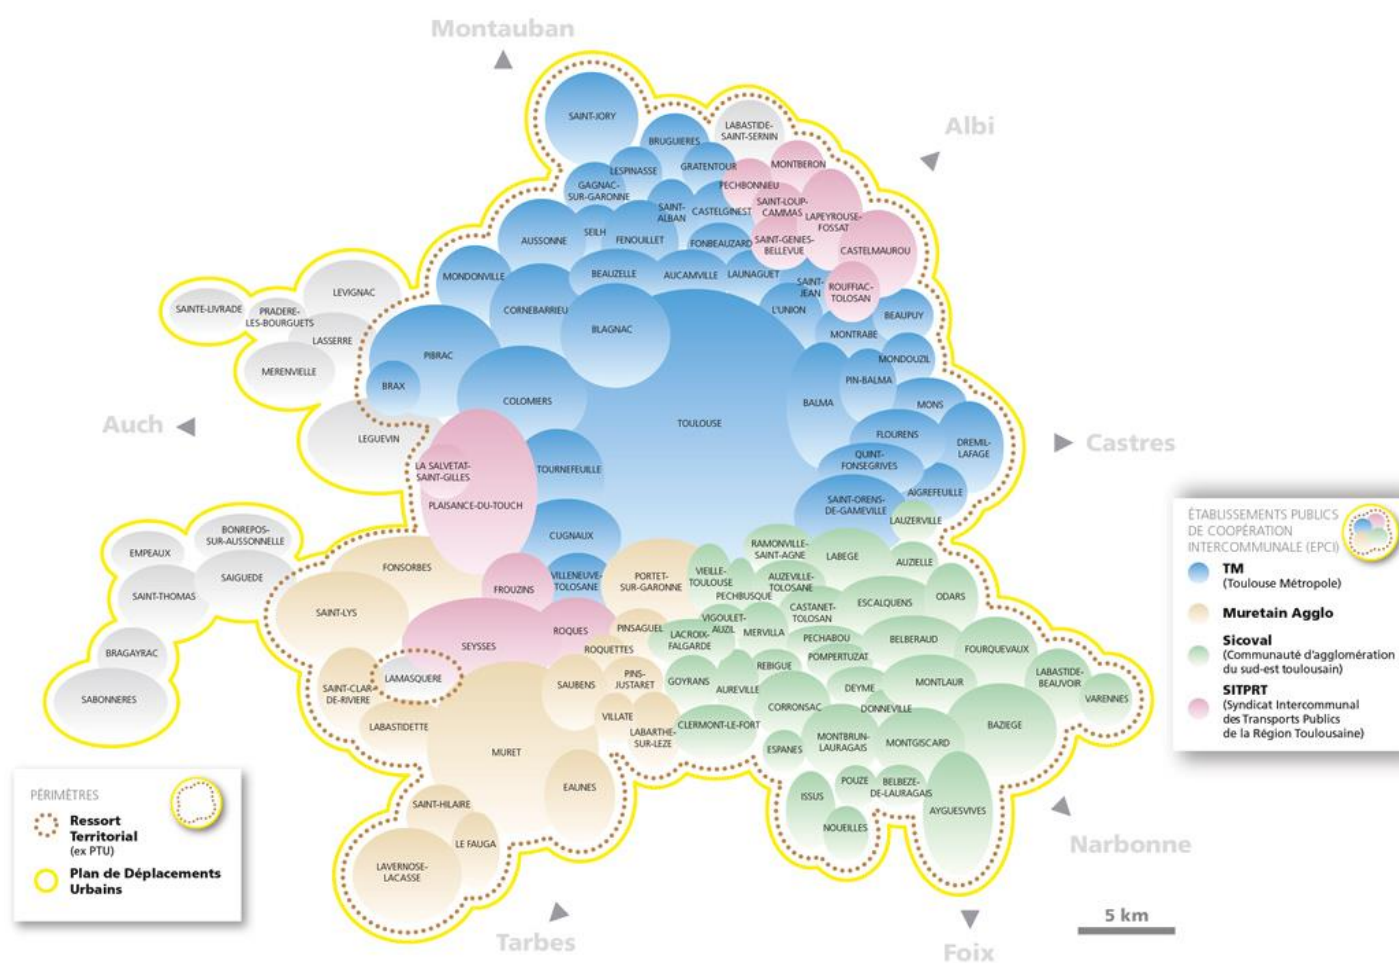 Montauban
Albi
SAINT-JORY
LABASTIDE-
SAINT-SERNIN
BRUGUIERES
LESPINASSE
GRATENTOUR
MONTBERON
PECHBONNIEU
GAGNAC-
SUR-GARONNE
SAINT-
ALBAN
CASTELGINEST
SAINT-LOUP-
CAMMAS
LAPEYROUSE-
FOSSAT
AUSSONNE
SEILH
FENOUILLET
FONBEAUZARD
SAINT-GENIES-
BELLEVUE
CASTELMAUROU
MONDONVILLE
BEAUZELLE
AUCAMVILLE
LAUNAGUET
SAINT-
JEAN
ROUFFIAC-
TOLOSAN
LEVIGNAC
SAINTE-LIVRADE
PRADERE-
LES-BOURGUETS
CORNEBARRIEU
L'UNION
BEAUPUY
LASSERRE
BLAGNAC
MONTRABE
PIBRAC
MONDOUZIL
MERENVIELLE
BRAX
PIN-BALMA
COLOMIERS
BALMA
MONS
Auch
TOULOUSE
LEGUEVIN
FLOURENS
DREMIL-
LAFAGE
Castres
LA SALVETAT-
SAINT-GILLES
TOURNEFEUILLE
QUINT-
FONSEGRIVES
PLAISANCE-DU-TOUCH
SAINT-ORENS-
DE-GAMEVILLE
AIGREFEUILLE
LAUZERVILLE
BONREPOS-
SUR-AUSSONNELLE
CUGNAUX
RAMONVILLE-
SAINT-AGNE
EMPEAUX
LABEGE
AUZIELLE
FONSORBES
SAIGUEDE
VILLENEUVE-
TOLOSANE
PORTET-
SUR-GARONNE
VIEILLE-
TOULOUSE
AUZEVILLE-
TOLOSANE
FROUZINS
SAINT-THOMAS
PECHBUSQUE
ODARS
ESCALQUENS
SAINT-LYS
CASTANET-
TOLOSAN
VIGOULET-
AUZIL
ROQUES
PINSAGUEL
MERVILLA
LACROIX-
FALGARDE
PECHABOU
BELBERAUD
SEYSSES
ROQUETTES
FOURQUEVAUX
BRAGAYRAC
POMPERTUZAT
REBIGUE
LAMASQUERE
PINS-
JUSTARET
GOYRANS
LABASTIDE-
BEAUVOIR
SAUBENS
AUREVILLE
DEYME
MONTLAUR
SAINT-CLAR-
DE-RIVIERE
SABONNERES
VARENNES
CORRONSAC
DONNEVILLE
VILLATE
LABASTIDETTE
CLERMONT-LE-FORT
BAZIEGE
LABARTHE-
SUR-LEZE
MONTBRUN-
LAURAGAIS
MONTGISCARD
MURET
ESPANES
EAUNES
POUZE
BELBEZE-
DE-LAURAGAIS
ISSUS
SAINT-HILAIRE
AYGUESVIVES
NOUEILLES
LE FAUGA
LAVERNOSE-
LACASSE
Narbonne
Tarbes
Foix
5 km
ÉTABLISSEMENTS PUBLICS
DE COOPÉRATION
INTERCOMMUNALE (EPCI)
TM
(Toulouse Métropole)
Muretain Agglo
Sicoval
(Communauté d'agglomération
du sud-est toulousain)
SITPRT
(Syndicat Intercommunal
des Transports Publics
de la Région Toulousaine)
PÉRIMÈTRES
Ressort
Territorial
(ex PTU)
Plan de Déplacements
Urbains